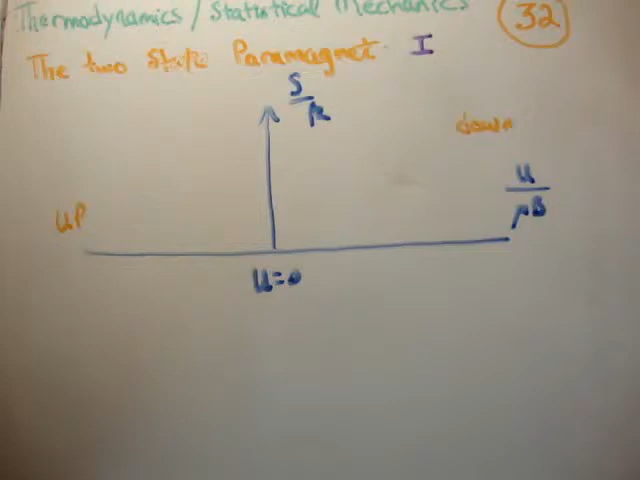 Thermodynamics / Statistical Mechanics
32
The two State Paramagnet I
S/k
down
U/μB
UP
U=0